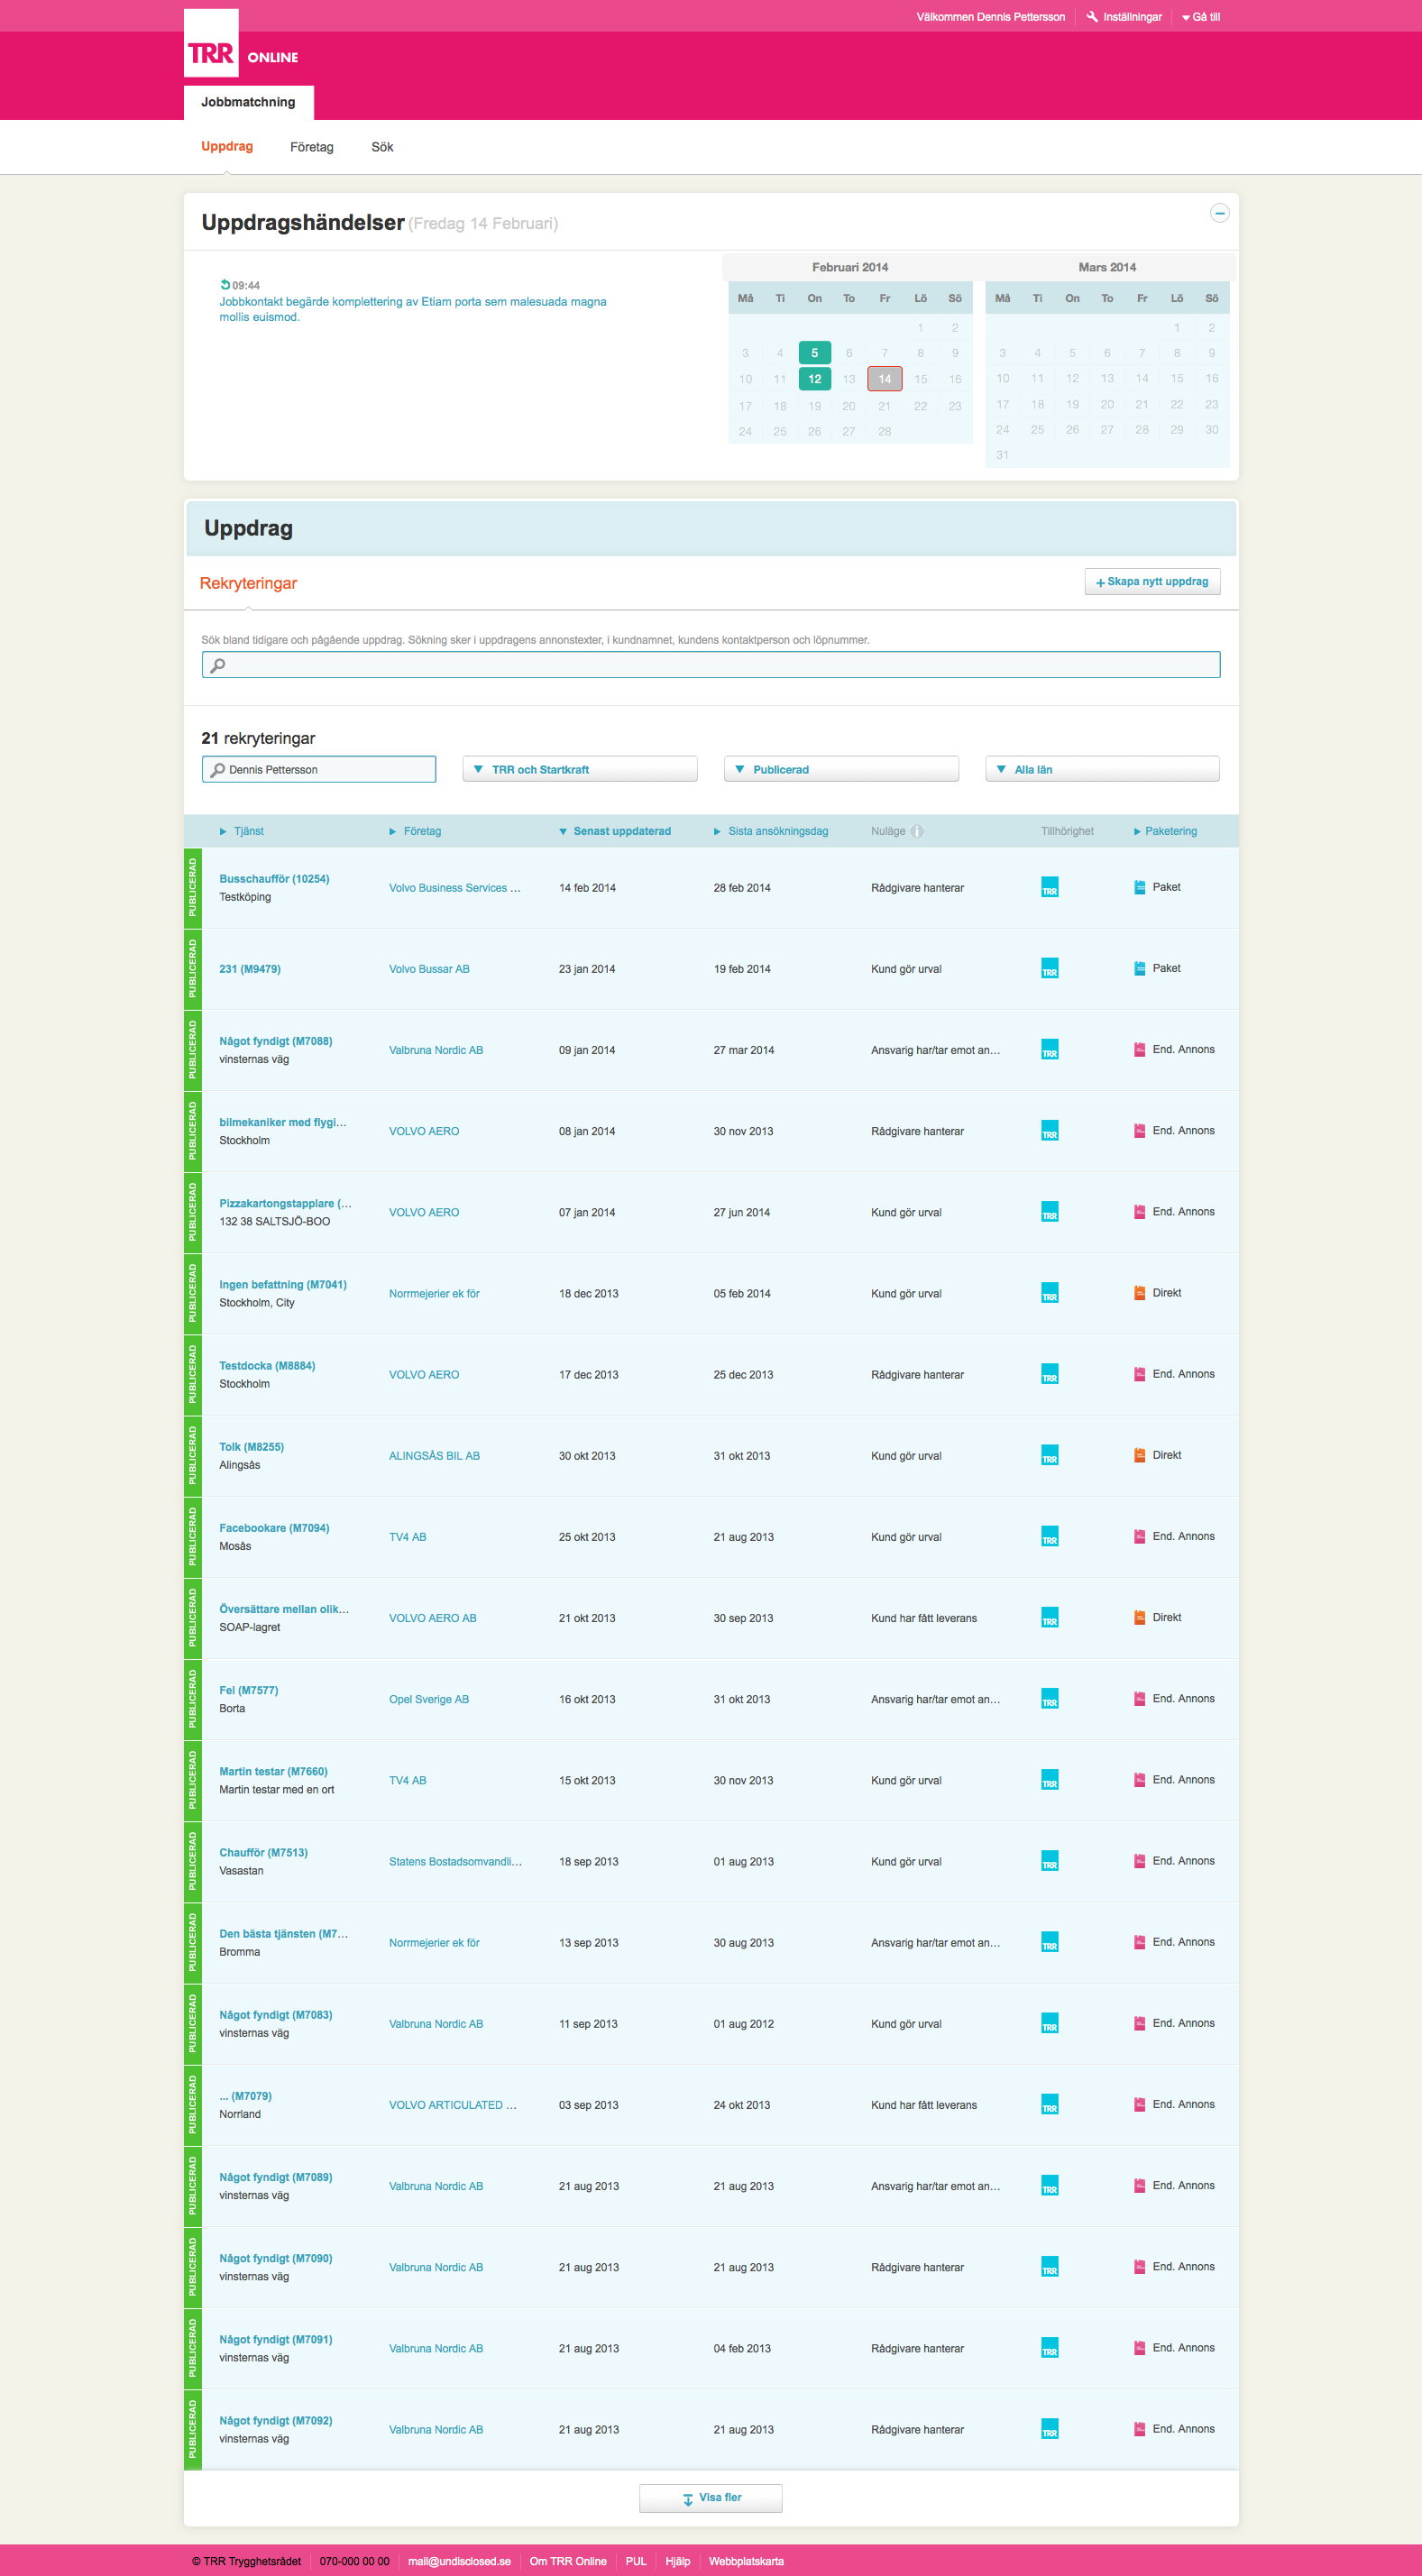 Välkommen Dennis Pettersson Inställningar Gå till
TRR ONLINE
Jobbmatchning
Uppdrag Företag Sök
Uppdragshändelser (Fredag 14 Februari)
09:44
Jobbkontakt begärde komplettering av Etiam porta sem malesuada magna
mollis euismod.
Februari 2014
Må Ti On To Fr Lö Sö
1 2
3 4 5 6 7 8 9
10 11 12 13 14 15 16
17 18 19 20 21 22 23
24 25 26 27 28
Mars 2014
Må Ti On To Fr Lö Sö
1 2
3 4 5 6 7 8 9
10 11 12 13 14 15 16
17 18 19 20 21 22 23
24 25 26 27 28 29 30
31
Uppdrag
Rekryteringar
+ Skapa nytt uppdrag
Sök bland tidigare och pågående uppdrag. Sökning sker i uppdragens annonstexter, i kundnamnet, kundens kontaktperson och löpnummer.
21 rekryteringar
Dennis Pettersson TRR och Startkraft Publicerad Alla län
Tjänst Företag Senast uppdaterad Sista ansökningsdag Nuläge i Tillhörighet Paketering
PUBLICERAD
Busschaufför (10254)
Testköping
Volvo Business Services ... 14 feb 2014 28 feb 2014 Rådgivare hanterar TRR Paket
PUBLICERAD
231 (M9479) Volvo Bussar AB 23 jan 2014 19 feb 2014 Kund gör urval TRR Paket
PUBLICERAD
Något fyndigt (M7088)
vinsternas väg
Valbruna Nordic AB 09 jan 2014 27 mar 2014 Ansvarig har/tar emot an... TRR End. Annons
PUBLICERAD
bilmekaniker med flygi...
Stockholm
VOLVO AERO 08 jan 2014 30 nov 2013 Rådgivare hanterar TRR End. Annons
PUBLICERAD
Pizzakartongstapplare (...
132 38 SALTSJÖ-BOO
VOLVO AERO 07 jan 2014 27 jun 2014 Kund gör urval TRR End. Annons
PUBLICERAD
Ingen befattning (M7041)
Stockholm, City
Norrmejerier ek för 18 dec 2013 05 feb 2014 Kund gör urval TRR Direkt
PUBLICERAD
Testdocka (M8884)
Stockholm
VOLVO AERO 17 dec 2013 25 dec 2013 Rådgivare hanterar TRR End. Annons
PUBLICERAD
Tolk (M8255)
Alingsås
ALINGSÅS BIL AB 30 okt 2013 31 okt 2013 Kund gör urval TRR Direkt
PUBLICERAD
Facebookare (M7094)
Mosås
TV4 AB 25 okt 2013 21 aug 2013 Kund gör urval TRR End. Annons
PUBLICERAD
Översättare mellan olik...
SOAP-lagret
VOLVO AERO AB 21 okt 2013 30 sep 2013 Kund har fått leverans TRR Direkt
PUBLICERAD
Fel (M7577)
Borta
Opel Sverige AB 16 okt 2013 31 okt 2013 Ansvarig har/tar emot an... TRR End. Annons
PUBLICERAD
Martin testar (M7660)
Martin testar med en ort
TV4 AB 15 okt 2013 30 nov 2013 Kund gör urval TRR End. Annons
PUBLICERAD
Chaufför (M7513)
Vasastan
Statens Bostadsomvandli... 18 sep 2013 01 aug 2013 Kund gör urval TRR End. Annons
PUBLICERAD
Den bästa tjänsten (M7...
Bromma
Norrmejerier ek för 13 sep 2013 30 aug 2013 Ansvarig har/tar emot an... TRR End. Annons
PUBLICERAD
Något fyndigt (M7083)
vinsternas väg
Valbruna Nordic AB 11 sep 2013 01 aug 2012 Kund gör urval TRR End. Annons
PUBLICERAD
... (M7079)
Norrland
VOLVO ARTICULATED ... 03 sep 2013 24 okt 2013 Kund har fått leverans TRR End. Annons
PUBLICERAD
Något fyndigt (M7089)
vinsternas väg
Valbruna Nordic AB 21 aug 2013 21 aug 2013 Ansvarig har/tar emot an... TRR End. Annons
PUBLICERAD
Något fyndigt (M7090)
vinsternas väg
Valbruna Nordic AB 21 aug 2013 21 aug 2013 Rådgivare hanterar TRR End. Annons
PUBLICERAD
Något fyndigt (M7091)
vinsternas väg
Valbruna Nordic AB 21 aug 2013 04 feb 2013 Rådgivare hanterar TRR End. Annons
PUBLICERAD
Något fyndigt (M7092)
vinsternas väg
Valbruna Nordic AB 21 aug 2013 21 aug 2013 Rådgivare hanterar TRR End. Annons
Visa fler
© TRR Trygghetsrådet 070-000 00 00 mail@undisclosed.se Om TRR Online PUL Hjälp Webbplatskarta